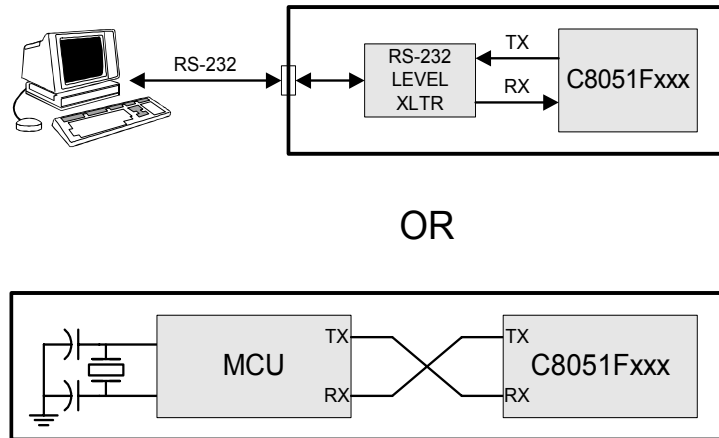 RS-232
RS-232
LEVEL
XLTR
TX
RX
C8051Fxxx
OR
MCU
TX
RX
TX
RX
C8051Fxxx